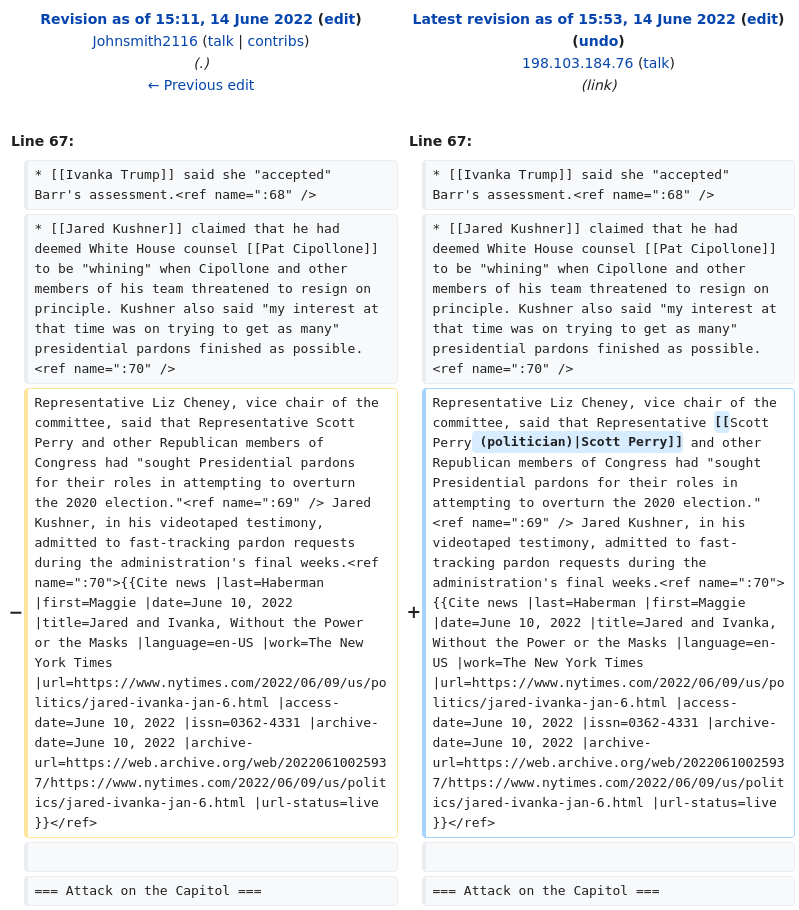 Revision as of 15:11, 14 June 2022 (edit)
Johnsmith2116 (talk | contribs)
(.)
← Previous edit
Latest revision as of 15:53, 14 June 2022 (edit)
(undo)
198.103.184.76 (talk)
(link)
Line 67:
* [[Ivanka Trump]] said she "accepted"
Barr's assessment.<ref name=":68" />
* [[Jared Kushner]] claimed that he had
deemed White House counsel [[Pat Cipollone]]
to be "whining" when Cipollone and other
members of his team threatened to resign on
principle. Kushner also said "my interest at
that time was on trying to get as many"
presidential pardons finished as possible.
<ref name=":70" />
−
Representative Liz Cheney, vice chair of the
committee, said that Representative Scott
Perry and other Republican members of
Congress had "sought Presidential pardons
for their roles in attempting to overturn
the 2020 election."<ref name=":69" /> Jared
Kushner, in his videotaped testimony,
admitted to fast-tracking pardon requests
during the administration's final weeks.<ref
name=":70">{{Cite news |last=Haberman
|first=Maggie |date=June 10, 2022
|title=Jared and Ivanka, Without the Power
or the Masks |language=en-US |work=The New
York Times
|url=https://www.nytimes.com/2022/06/09/us/po
litics/jared-ivanka-jan-6.html |access-
date=June 10, 2022 |issn=0362-4331 |archive-
date=June 10, 2022 |archive-
url=https://web.archive.org/web/2022061002593
7/https://www.nytimes.com/2022/06/09/us/polit
ics/jared-ivanka-jan-6.html |url-status=live
}}</ref>
=== Attack on the Capitol ===
Line 67:
* [[Ivanka Trump]] said she "accepted"
Barr's assessment.<ref name=":68" />
* [[Jared Kushner]] claimed that he had
deemed White House counsel [[Pat Cipollone]]
to be "whining" when Cipollone and other
members of his team threatened to resign on
principle. Kushner also said "my interest at
that time was on trying to get as many"
presidential pardons finished as possible.
<ref name=":70" />
+
Representative Liz Cheney, vice chair of the
committee, said that Representative [[Scott
Perry (politician)|Scott Perry]] and other
Republican members of Congress had "sought
Presidential pardons for their roles in
attempting to overturn the 2020 election."
<ref name=":69" /> Jared Kushner, in his
videotaped testimony, admitted to fast-
tracking pardon requests during the
administration's final weeks.<ref name=":70">
{{Cite news |last=Haberman |first=Maggie
|date=June 10, 2022 |title=Jared and Ivanka,
Without the Power or the Masks |language=en-
US |work=The New York Times
|url=https://www.nytimes.com/2022/06/09/us/po
litics/jared-ivanka-jan-6.html |access-
date=June 10, 2022 |issn=0362-4331 |archive-
date=June 10, 2022 |archive-
url=https://web.archive.org/web/2022061002593
7/https://www.nytimes.com/2022/06/09/us/polit
ics/jared-ivanka-jan-6.html |url-status=live
}}</ref>
=== Attack on the Capitol ===